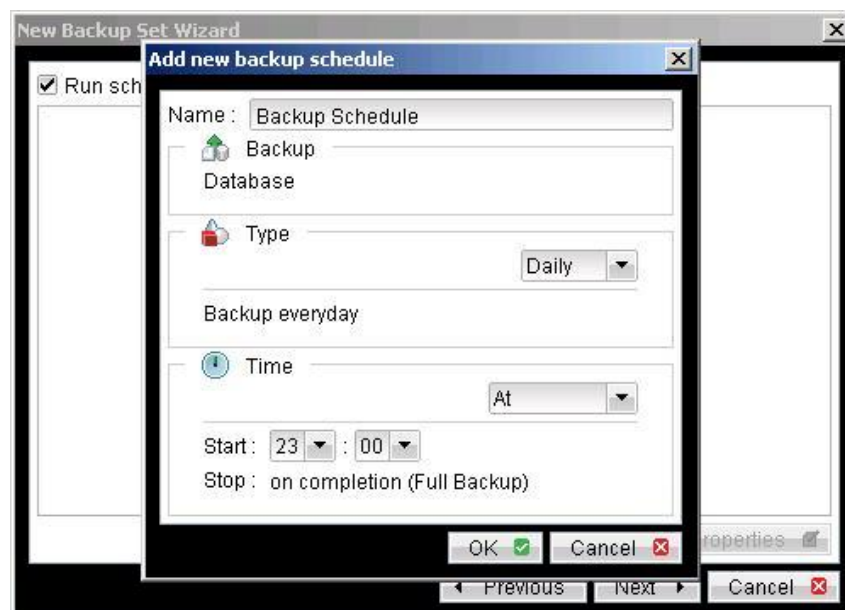 New Backup Set Wizard
Add new backup schedule
Run sch
Name : Backup Schedule
Backup
Database
Type
Daily
Backup everyday
Time
At
Start : 23 : 00
Stop : on completion (Full Backup)
OK Cancel
roperties
Previous Next Cancel